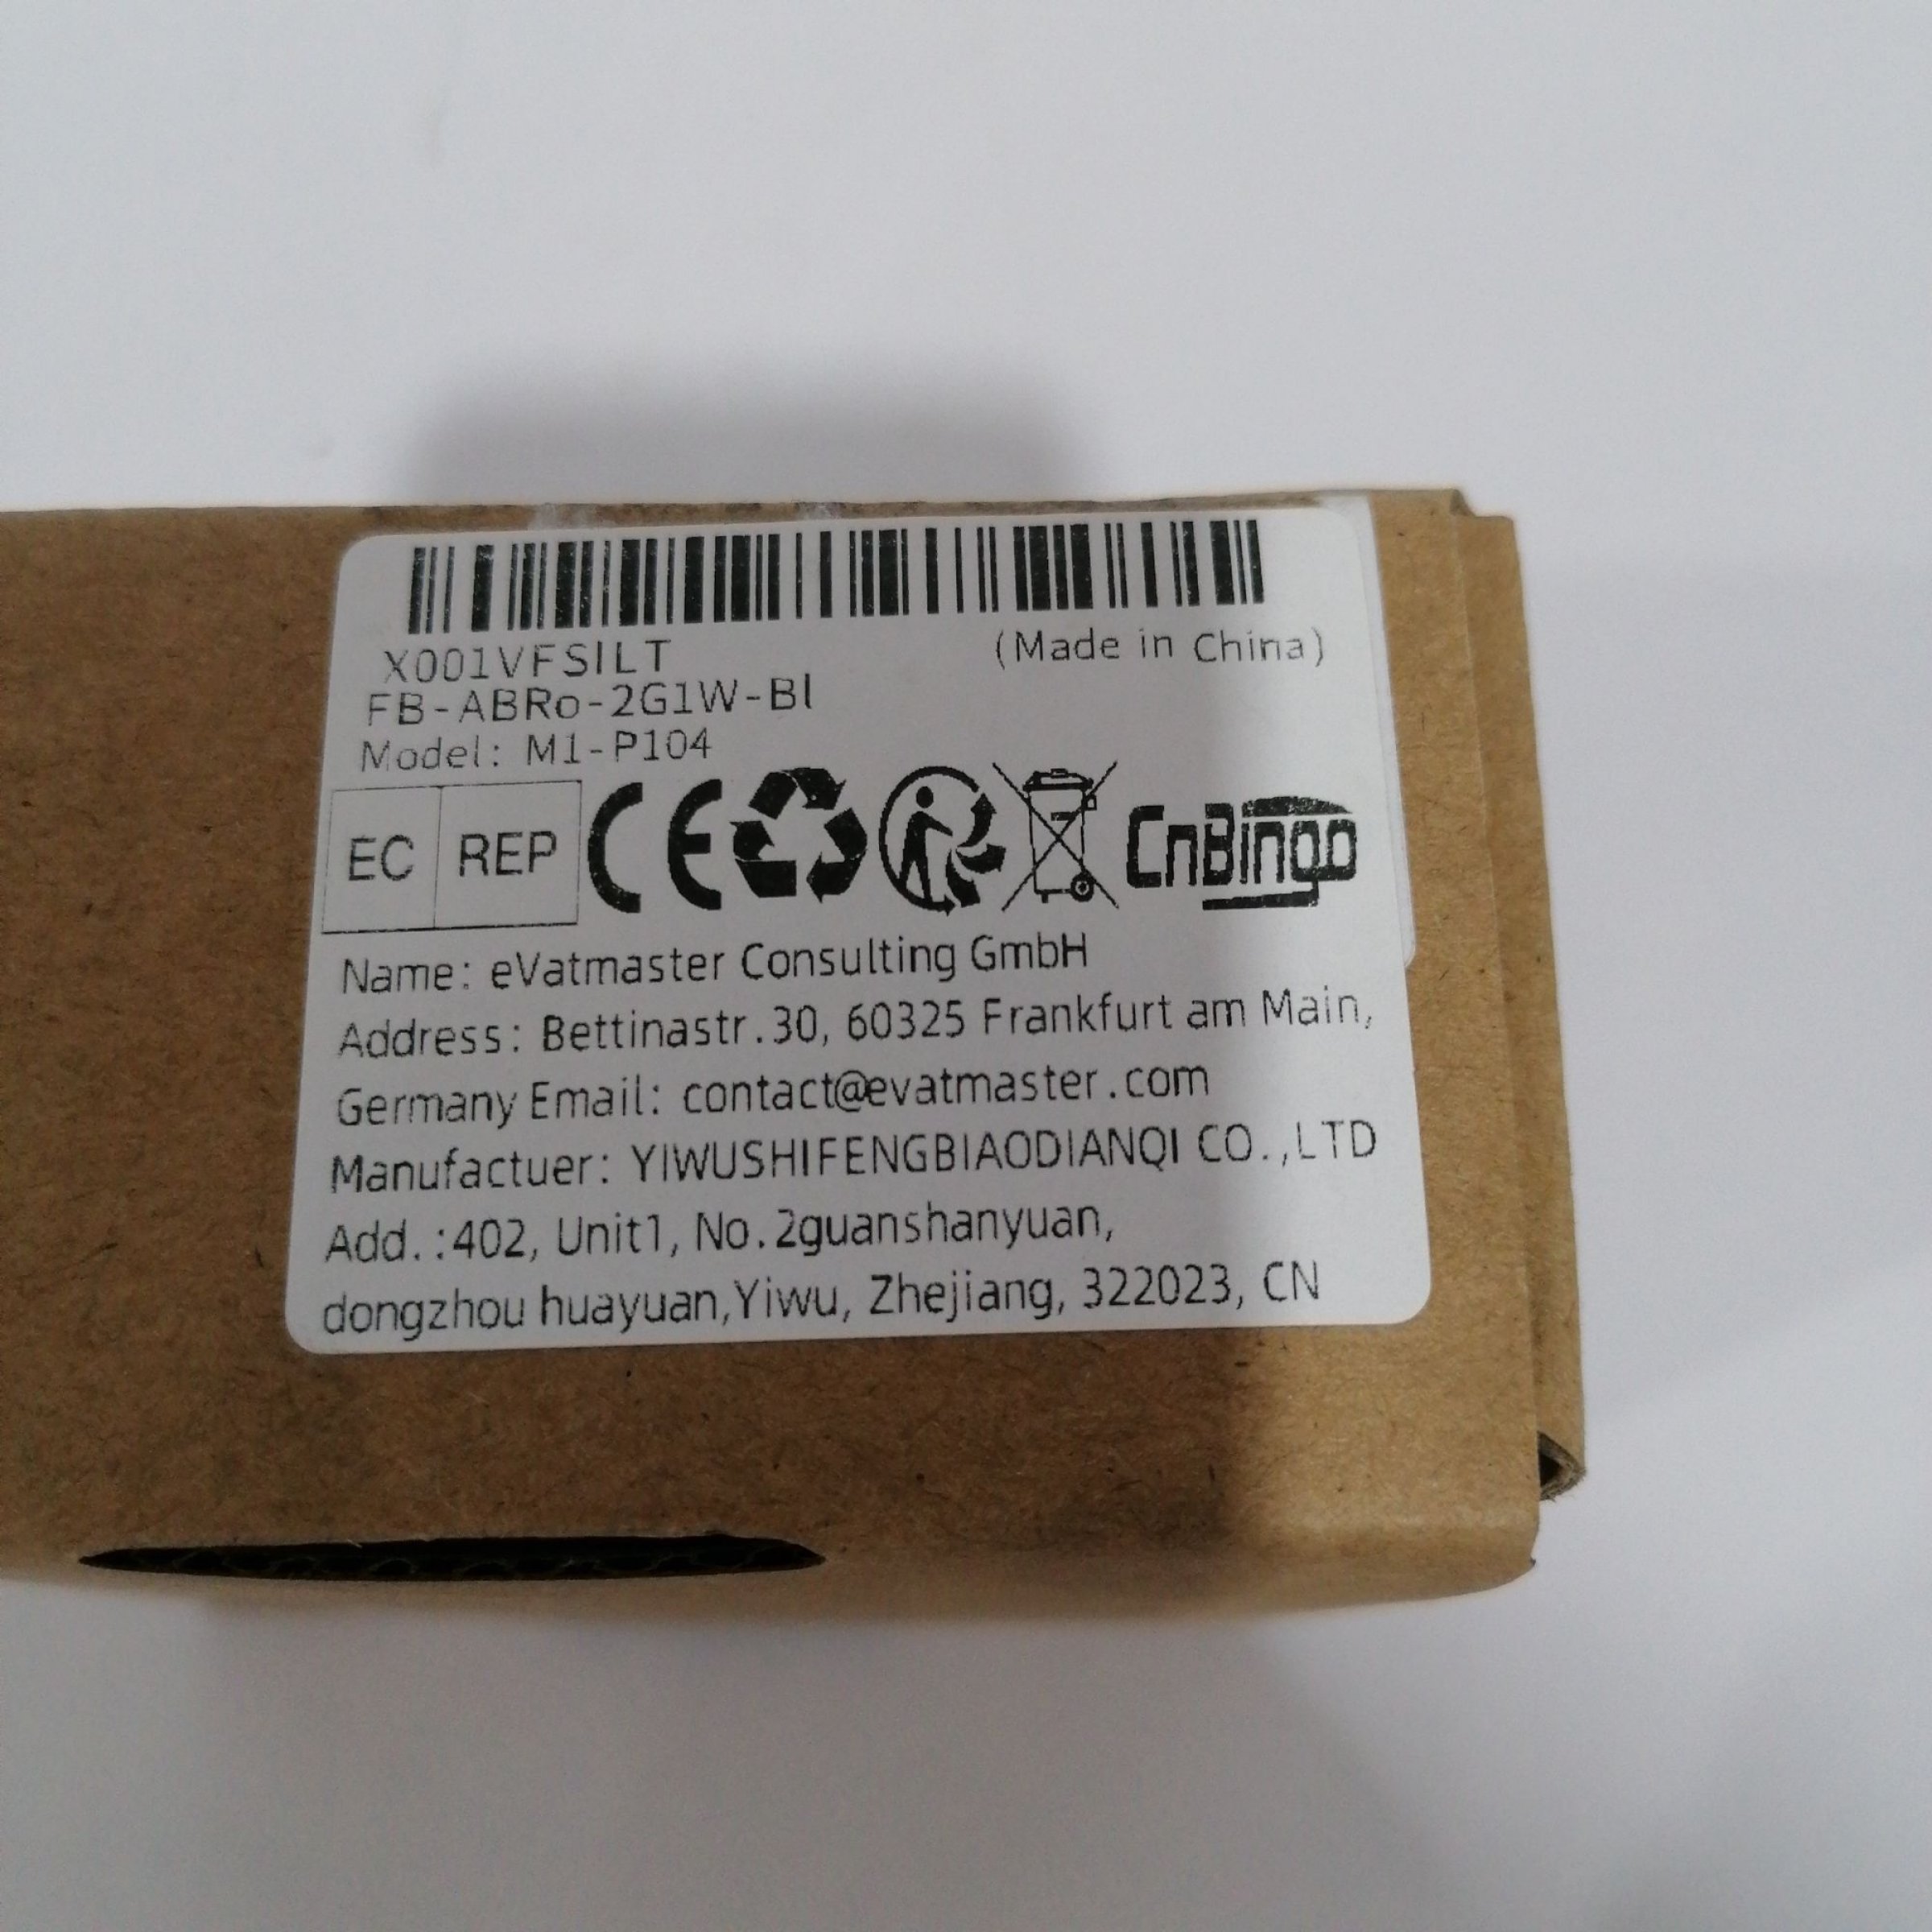 X001VFSILT (Made in China)
FB-ABRo-2G1W-Bl
Model: M1-P104
EC REP CE CnBingo
Name: eVatmaster Consulting GmbH
Address: Bettinastr.30, 60325 Frankfurt am Main,
Germany Email: contact@evatmaster.com
Manufactuer: YIWUSHIFENGBIAODIANQI CO.,LTD
Add.:402, Unit1, No.2guanshanyuan,
dongzhou huayuan,Yiwu, Zhejiang, 322023, CN